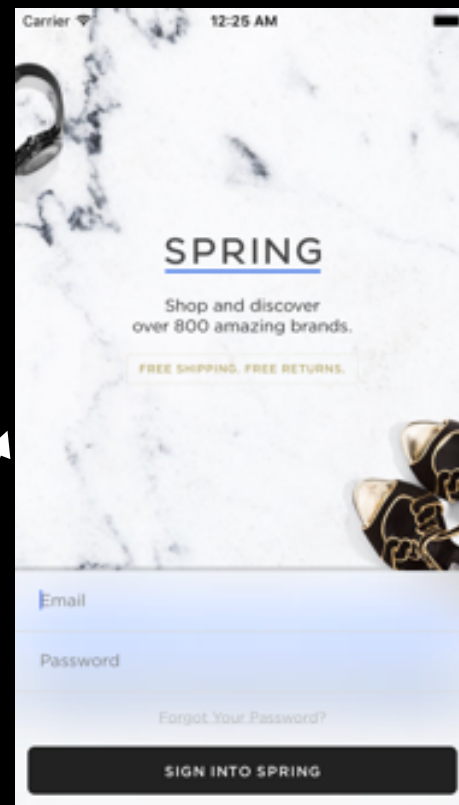 Carrier 12:25 AM
SPRING
Shop and discover
over 800 amazing brands.
FREE SHIPPING. FREE RETURNS.
Email
Password
Forgot Your Password?
SIGN INTO SPRING